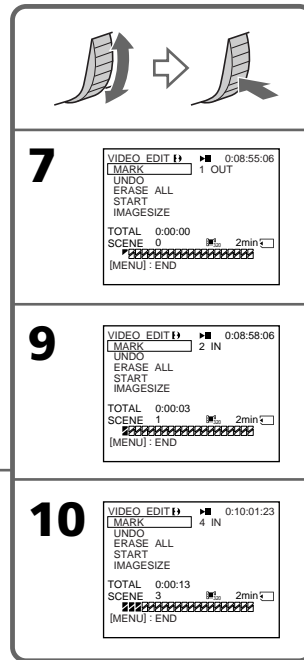 7
VIDEO EDIT 0:08:55:06
MARK 1 OUT
UNDO
ERASE ALL
START
IMAGESIZE
TOTAL 0:00:00
SCENE 0 320 2min
[MENU] : END
9
VIDEO EDIT 0:08:58:06
MARK 2 IN
UNDO
ERASE ALL
START
IMAGESIZE
TOTAL 0:00:03
SCENE 1 320 2min
[MENU] : END
10
VIDEO EDIT 0:10:01:23
MARK 4 IN
UNDO
ERASE ALL
START
IMAGESIZE
TOTAL 0:00:13
SCENE 3 320 2min
[MENU] : END